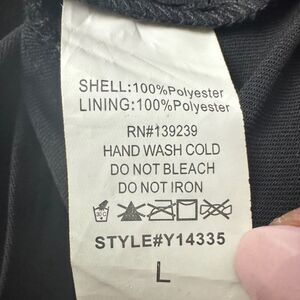 SHELL:100%Polyester
LINING:100%Polyester
RN#139239
HAND WASH COLD
DO NOT BLEACH
DO NOT IRON
STYLE#Y14335
L